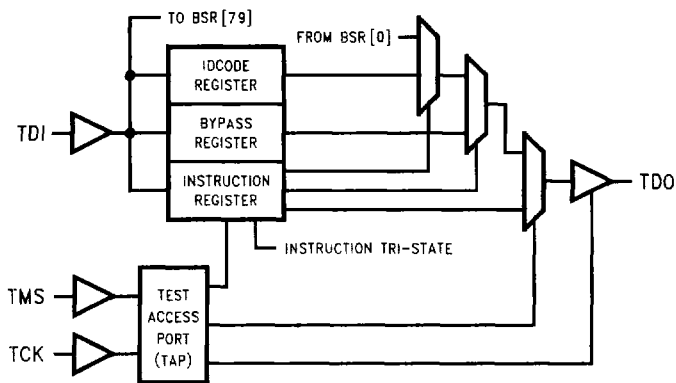 TO BSR[79]
FROM BSR[0]
IDCODE
REGISTER
TDI
BYPASS
REGISTER
INSTRUCTION
REGISTER
TDO
INSTRUCTION TRI-STATE
TMS
TEST
ACCESS
PORT
(TAP)
TCK